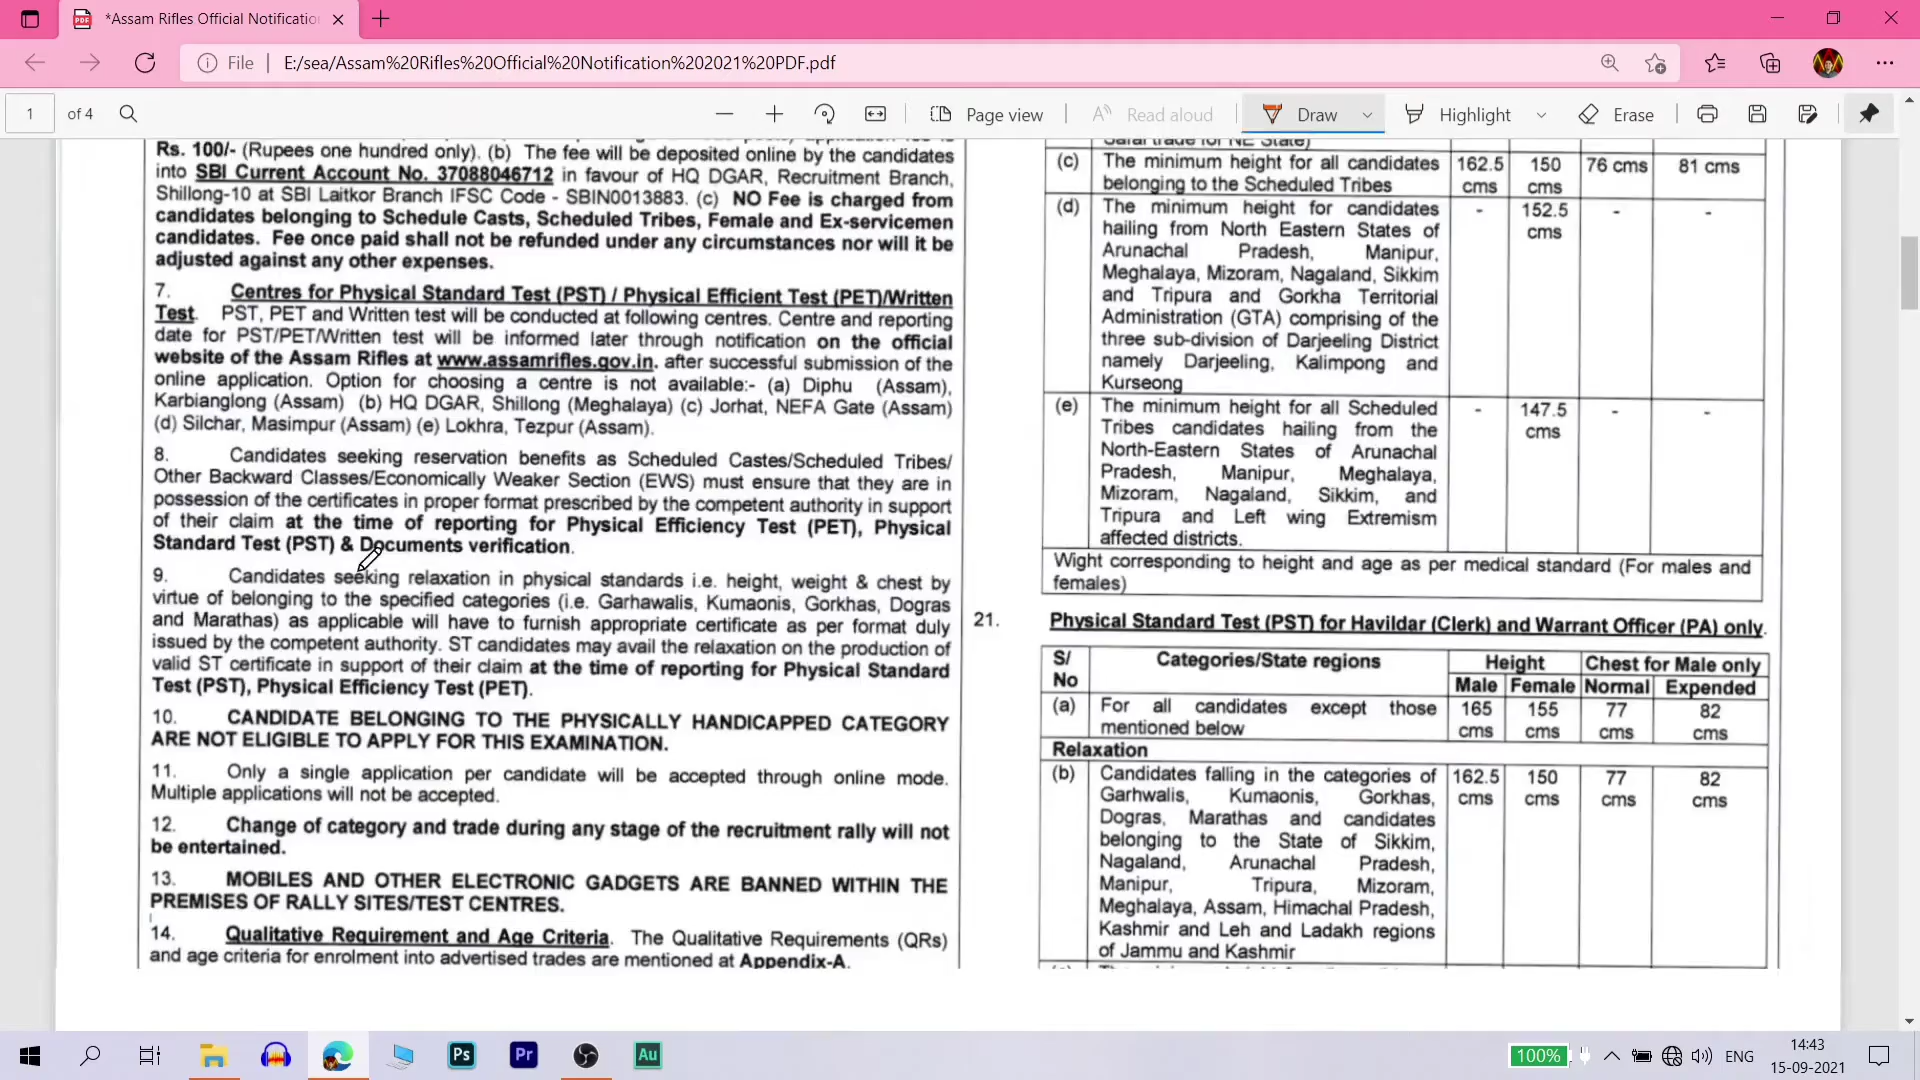 *Assam Rifles Official Notificatio
File
E:/sea/Assam%20Rifles%20Official%20Notification%202021%20PDF.pdf
1
of 4
Page view
Read aloud
Draw
Highlight
Erase
Rs. 100/- (Rupees one hundred only). (b) The fee will be deposited online by the candidates
into SBI Current Account No. 37088046712 in favour of HQ DGAR, Recruitment Branch,
Shillong-10 at SBI Laitkor Branch IFSC Code - SBIN0013883. (c) NO Fee is charged from
candidates belonging to Schedule Casts, Scheduled Tribes, Female and Ex-servicemen
candidates. Fee once paid shall not be refunded under any circumstances nor will it be
adjusted against any other expenses.
7. Centres for Physical Standard Test (PST) / Physical Efficient Test (PET)/Written
Test. PST, PET and Written test will be conducted at following centres. Centre and reporting
date for PST/PET/Written test will be informed later through notification on the official
website of the Assam Rifles at www.assamrifles.gov.in. after successful submission of the
online application. Option for choosing a centre is not available:- (a) Diphu (Assam),
Karbianglong (Assam) (b) HQ DGAR, Shillong (Meghalaya) (c) Jorhat, NEFA Gate (Assam)
(d) Silchar, Masimpur (Assam) (e) Lokhra, Tezpur (Assam).
8. Candidates seeking reservation benefits as Scheduled Castes/Scheduled Tribes/
Other Backward Classes/Economically Weaker Section (EWS) must ensure that they are in
possession of the certificates in proper format prescribed by the competent authority in support
of their claim at the time of reporting for Physical Efficiency Test (PET), Physical
Standard Test (PST) & Documents verification.
9. Candidates seeking relaxation in physical standards i.e. height, weight & chest by
virtue of belonging to the specified categories (i.e. Garhawalis, Kumaonis, Gorkhas, Dogras
and Marathas) as applicable will have to furnish appropriate certificate as per format duly
issued by the competent authority. ST candidates may avail the relaxation on the production of
valid ST certificate in support of their claim at the time of reporting for Physical Standard
Test (PST), Physical Efficiency Test (PET).
10. CANDIDATE BELONGING TO THE PHYSICALLY HANDICAPPED CATEGORY
ARE NOT ELIGIBLE TO APPLY FOR THIS EXAMINATION.
11. Only a single application per candidate will be accepted through online mode.
Multiple applications will not be accepted.
12. Change of category and trade during any stage of the recruitment rally will not
be entertained.
13. MOBILES AND OTHER ELECTRONIC GADGETS ARE BANNED WITHIN THE
PREMISES OF RALLY SITES/TEST CENTRES.
14. Qualitative Requirement and Age Criteria. The Qualitative Requirements (QRs)
and age criteria for enrolment into advertised trades are mentioned at Appendix-A.
Safai trade for NE State)
(c) The minimum height for all candidates 162.5 150 76 cms 81 cms
belonging to the Scheduled Tribes cms cms
(d) The minimum height for candidates - 152.5 - -
hailing from North Eastern States of cms
Arunachal Pradesh, Manipur,
Meghalaya, Mizoram, Nagaland, Sikkim
and Tripura and Gorkha Territorial
Administration (GTA) comprising of the
three sub-division of Darjeeling District
namely Darjeeling, Kalimpong and
Kurseong
(e) The minimum height for all Scheduled - 147.5 - -
Tribes candidates hailing from the cms
North-Eastern States of Arunachal
Pradesh, Manipur, Meghalaya,
Mizoram, Nagaland, Sikkim, and
Tripura and Left wing Extremism
affected districts.
Wight corresponding to height and age as per medical standard (For males and
females)
21. Physical Standard Test (PST) for Havildar (Clerk) and Warrant Officer (PA) only.
S/ Categories/State regions Height Chest for Male only
No Male Female Normal Expended
(a) For all candidates except those 165 155 77 82
mentioned below cms cms cms cms
Relaxation
(b) Candidates falling in the categories of 162.5 150 77 82
Garhwalis, Kumaonis, Gorkhas, cms cms cms cms
Dogras, Marathas and candidates
belonging to the State of Sikkim,
Nagaland, Arunachal Pradesh,
Manipur, Tripura, Mizoram,
Meghalaya, Assam, Himachal Pradesh,
Kashmir and Leh and Ladakh regions
of Jammu and Kashmir
Ps
Pr
Au
100%
ENG
14:43
15-09-2021